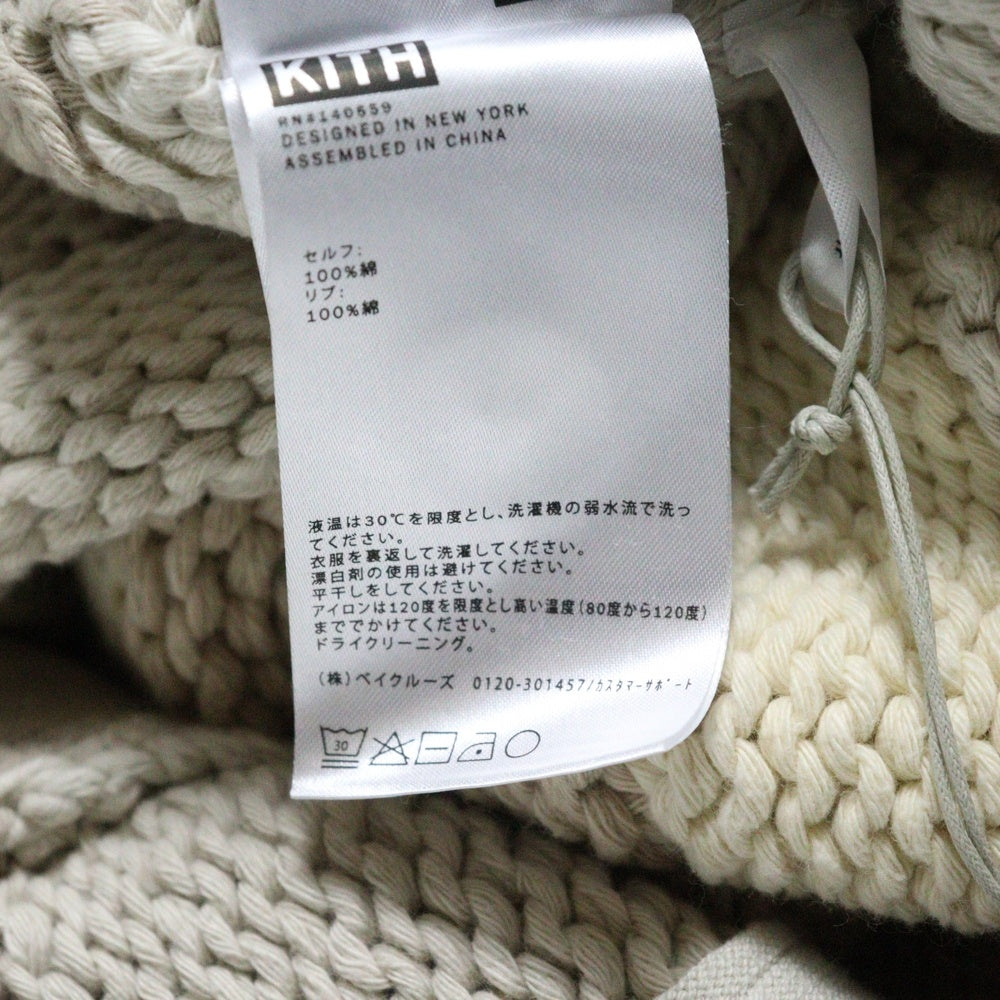 KITH
RN#140659
DESIGNED IN NEW YORK
ASSEMBLED IN CHINA
セルフ:
100%綿
リブ:
100%綿
液温は30℃を限度とし、洗濯機の弱水流で洗っ
てください。
衣服を裏返して洗濯してください。
漂白剤の使用は避けてください。
平干しをしてください。
アイロンは120度を限度とし高い温度(80度から120度)
まででかけてください。
ドライクリーニング。
(株)ベイクルーズ 0120-301457/ｶｽﾀﾏｰｻﾎﾟｰﾄ
30